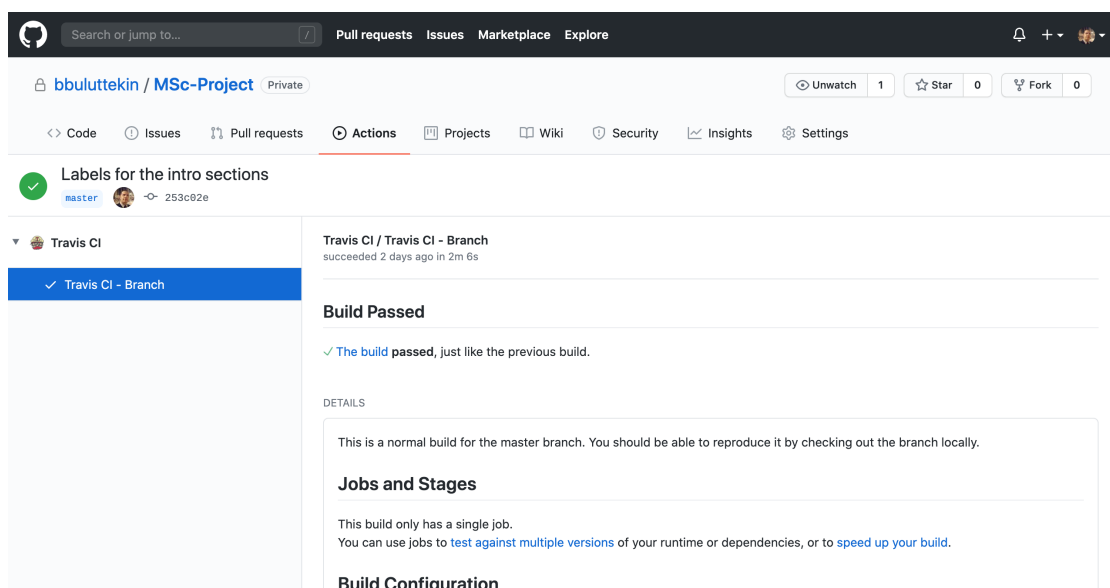 Search or jump to... /
Pull requests Issues Marketplace Explore
bbuluttekin / MSc-Project Private
Unwatch 1 Star 0 Fork 0
Code Issues Pull requests Actions Projects Wiki Security Insights Settings
Labels for the intro sections
master 253c02e
Travis CI
Travis CI - Branch
Travis CI / Travis CI - Branch
succeeded 2 days ago in 2m 6s
Build Passed
The build passed, just like the previous build.
DETAILS
This is a normal build for the master branch. You should be able to reproduce it by checking out the branch locally.
Jobs and Stages
This build only has a single job.
You can use jobs to test against multiple versions of your runtime or dependencies, or to speed up your build.
Build Configuration